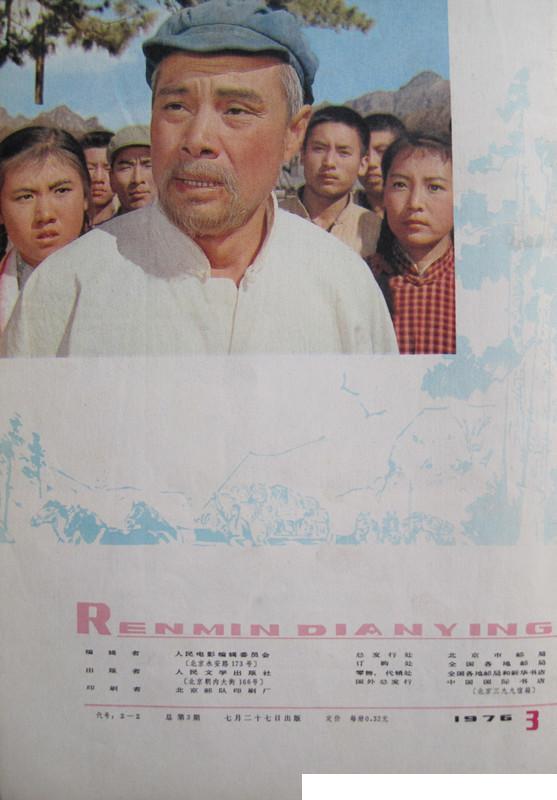 RENMIN DIANYING
编辑者 人民电影编辑委员会 总发行处 北京市邮局
(北京永安路173号) 订购处 全国各地邮局
出版者 人民文学出版社 零售,代销处 全国各地邮局和新华书店
(北京朝内大街166号) 国外总发行 中国国际书店
印刷者 北京部队印刷厂 (北京三九九信箱)
代号:2-2 总第3期 七月二十七日出版 定价 每册0.32元 1976 3